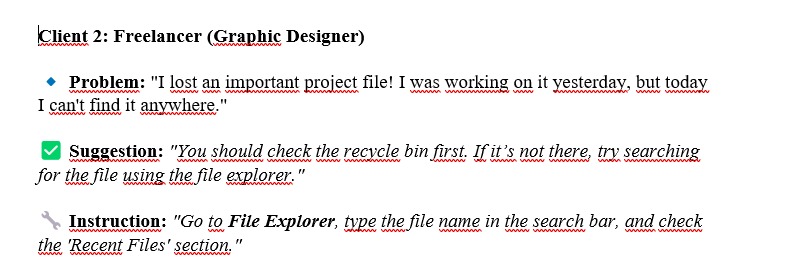 Client 2: Freelancer (Graphic Designer)
🔹 Problem: "I lost an important project file! I was working on it yesterday, but today
I can't find it anywhere."
✅ Suggestion: "You should check the recycle bin first. If it’s not there, try searching
for the file using the file explorer."
🔧 Instruction: "Go to File Explorer, type the file name in the search bar, and check
the 'Recent Files' section."